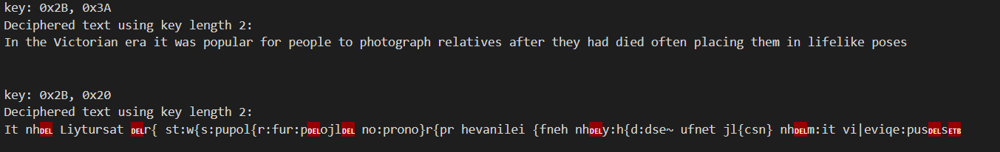 key: 0x2B, 0x3A
Deciphered text using key length 2:
In the Victorian era it was popular for people to photograph relatives after they had died often placing them in lifelike poses
key: 0x2B, 0x20
Deciphered text using key length 2:
It nhDEL Liytursat DELr{ st:w{s:pupol{r:fur:pDELojlDEL no:prono}r{pr hevanilei {fneh nhDELy:h{d:dse~ ufnet jl{csn} nhDELm:it vi|eviqe:pusDELsETB